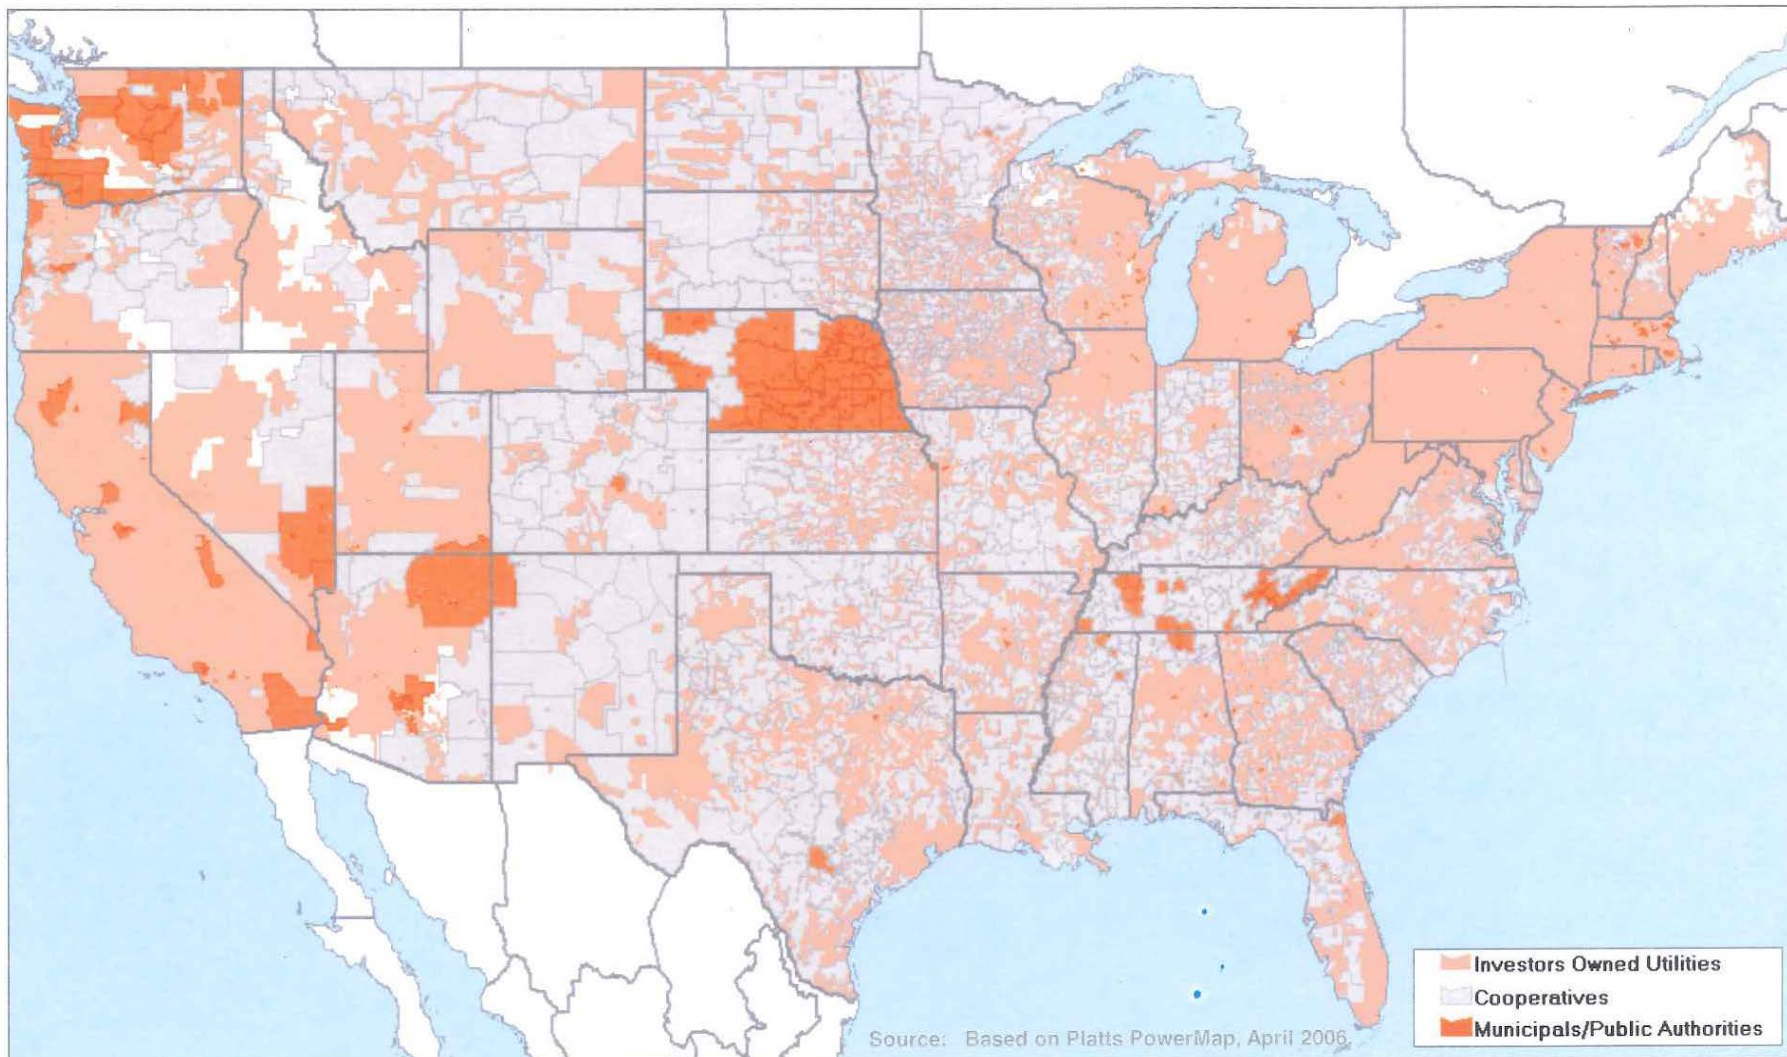 Investors Owned Utilities
Cooperatives
Municipals/Public Authorities
Source: Based on Platts PowerMap, April 2006